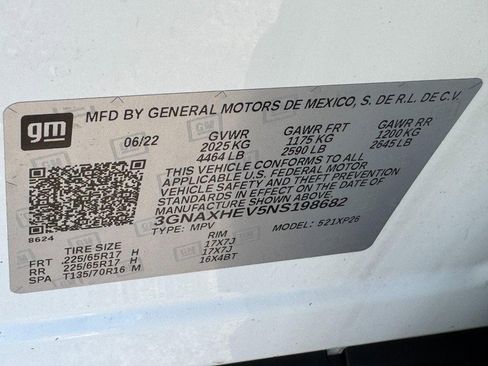 gm
MFD BY GENERAL MOTORS DE MEXICO, S. DE R.L. DE C.V.
06/22 GVWR GAWR FRT GAWR RR
2025 KG 1175 KG 1200 KG
4464 LB 2590 LB 2645 LB
THIS VEHICLE CONFORMS TO ALL
APPLICABLE U.S. FEDERAL MOTOR
VEHICLE SAFETY AND THEFT PREVENTION
STANDARDS IN EFFECT ON THE DATE OF
MANUFACTURE SHOWN ABOVE
3GNAXHEV5NS198682
TYPE: MPV MODEL: 521XP26
8624
TIRE SIZE RIM
FRT 225/65R17 H 17X7J
RR 225/65R17 H 17X7J
SPA T135/70R16 M 16X4BT